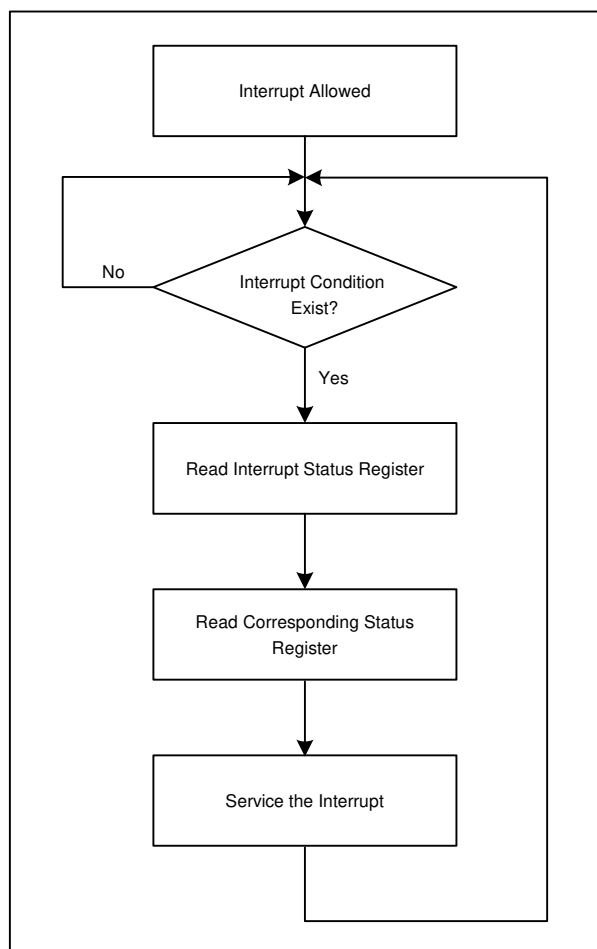 Interrupt Allowed
No
Interrupt Condition
Exist?
Yes
Read Interrupt Status Register
Read Corresponding Status
Register
Service the Interrupt